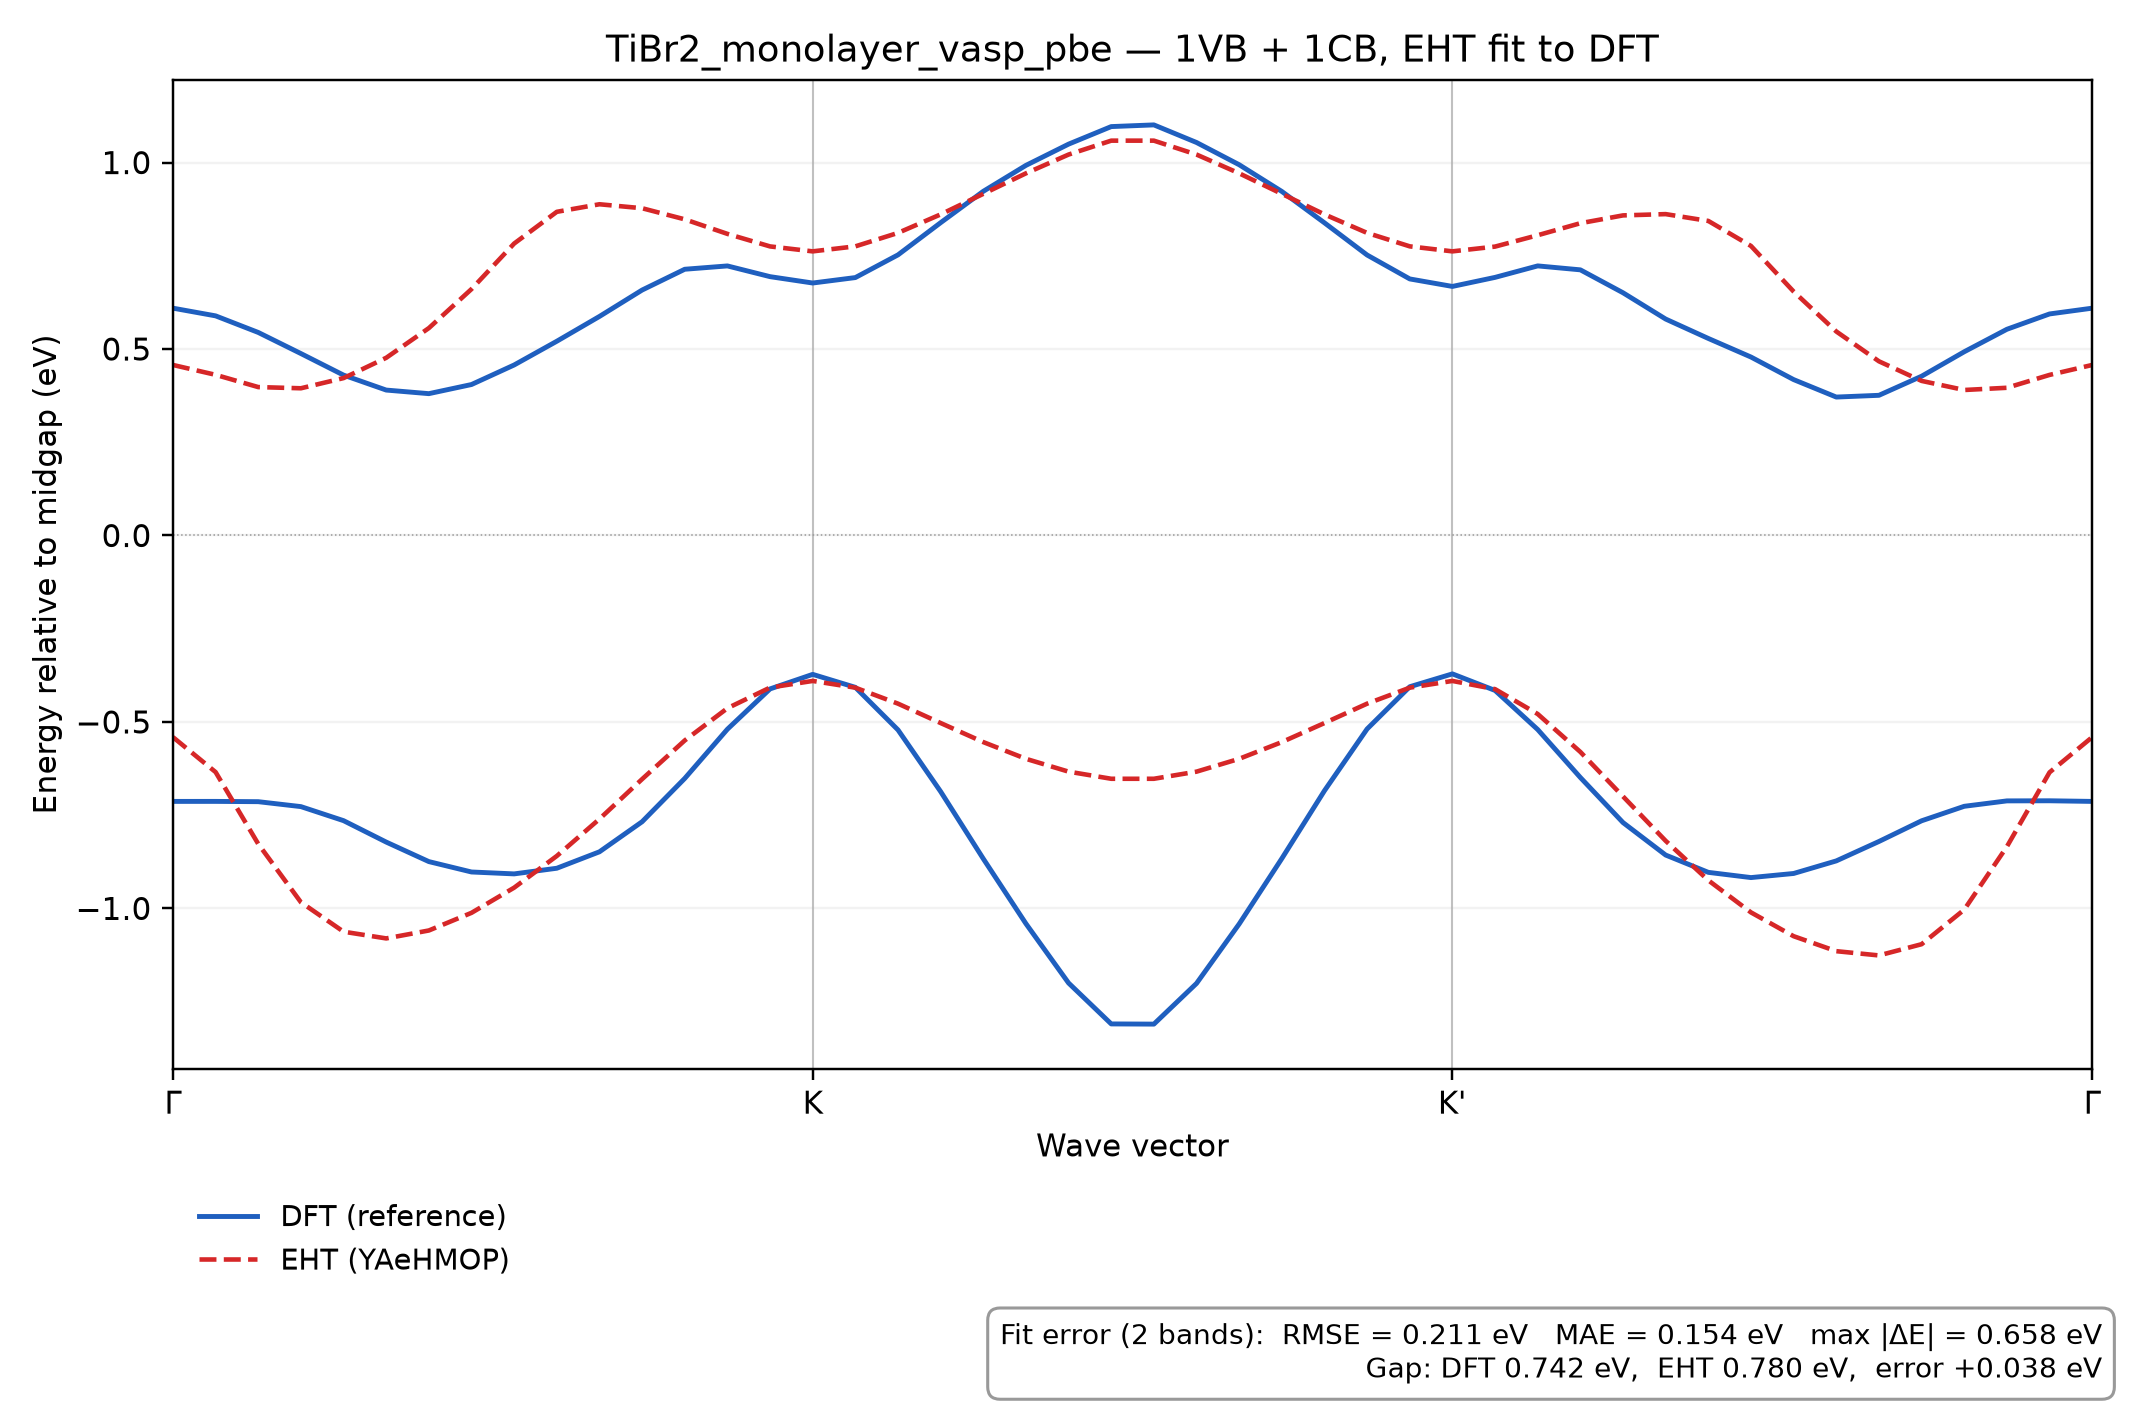 TiBr2_monolayer_vasp_pbe — 1VB + 1CB, EHT fit to DFT
Energy relative to midgap (eV)
1.0
0.5
0.0
−0.5
−1.0
Γ K K' Γ
Wave vector
DFT (reference)
EHT (YAeHMOP)
Fit error (2 bands): RMSE = 0.211 eV MAE = 0.154 eV max |ΔE| = 0.658 eV
Gap: DFT 0.742 eV, EHT 0.780 eV, error +0.038 eV